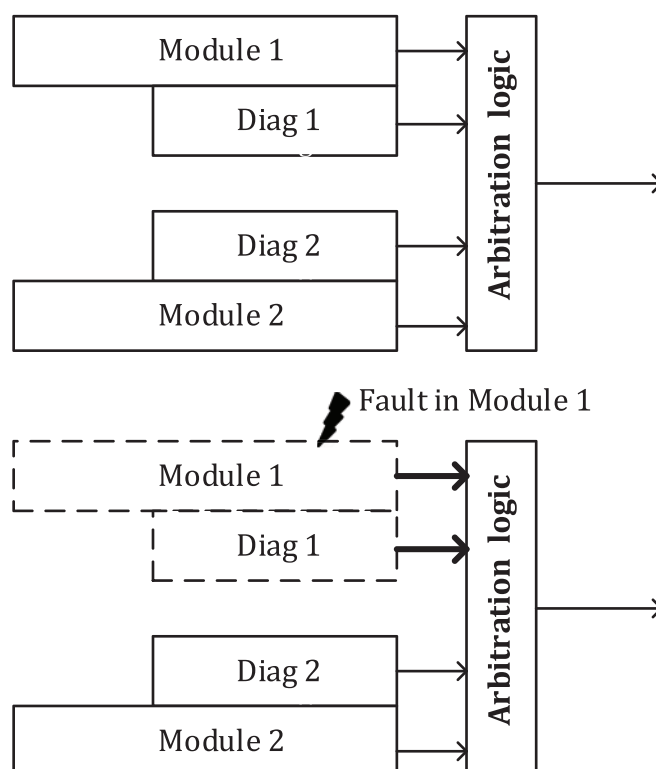 Module 1
Diag 1
Diag 2
Module 2
Arbitration logic
Fault in Module 1
Module 1
Diag 1
Diag 2
Module 2
Arbitration logic